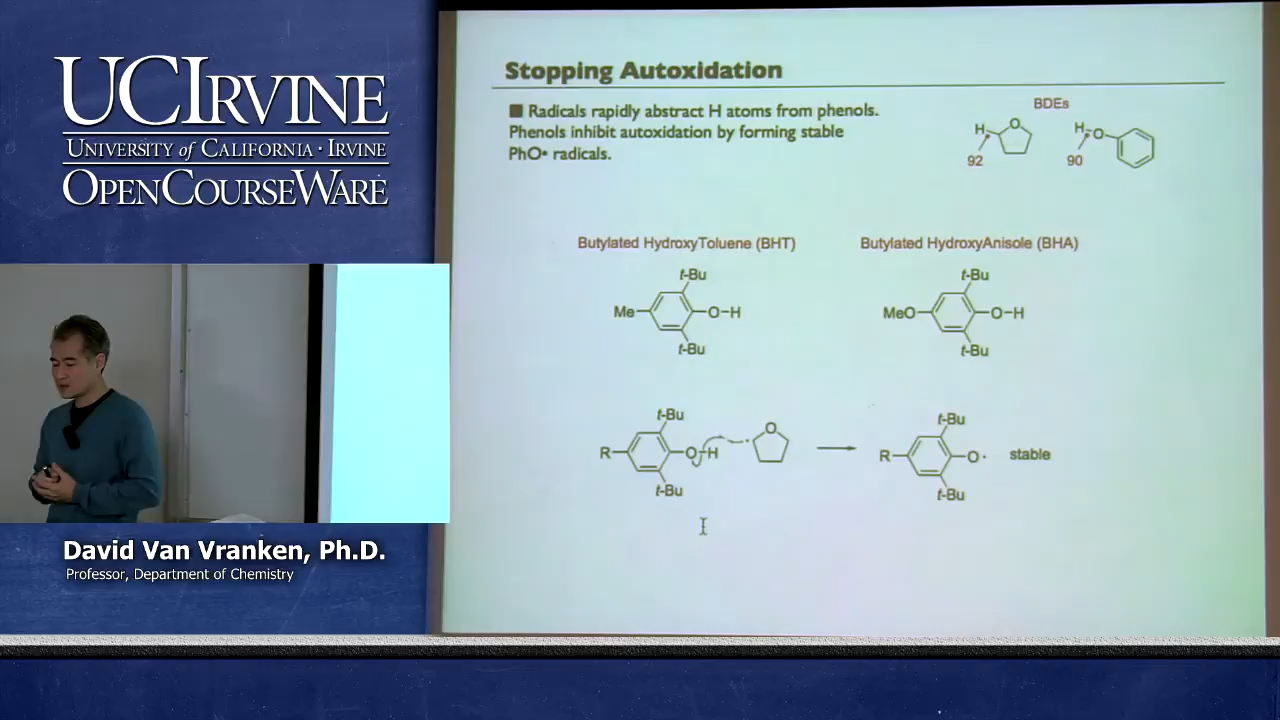 UCIRVINE
UNIVERSITY of CALIFORNIA · IRVINE
OPENCOURSEWARE
David Van Vranken, Ph.D.
Professor, Department of Chemistry
Stopping Autoxidation
■ Radicals rapidly abstract H atoms from phenols.
Phenols inhibit autoxidation by forming stable
PhO• radicals.
BDEs
H O
92
H O
90
Butylated HydroxyToluene (BHT)
t-Bu
Me O-H
t-Bu
Butylated HydroxyAnisole (BHA)
t-Bu
MeO O-H
t-Bu
t-Bu
R O-H
t-Bu
O
t-Bu
R O·
t-Bu
stable